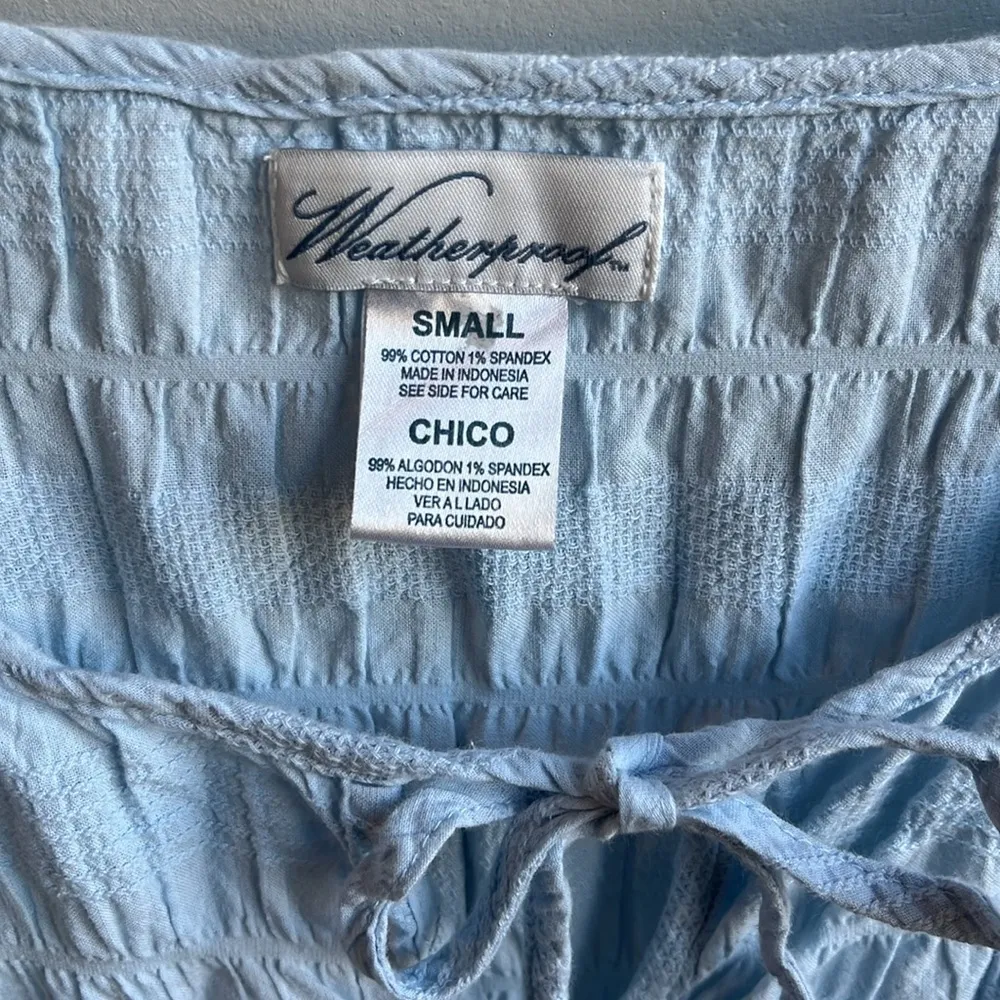 Weatherproof™
SMALL
99% COTTON 1% SPANDEX
MADE IN INDONESIA
SEE SIDE FOR CARE
CHICO
99% ALGODON 1% SPANDEX
HECHO EN INDONESIA
VER A L LADO
PARA CUIDADO